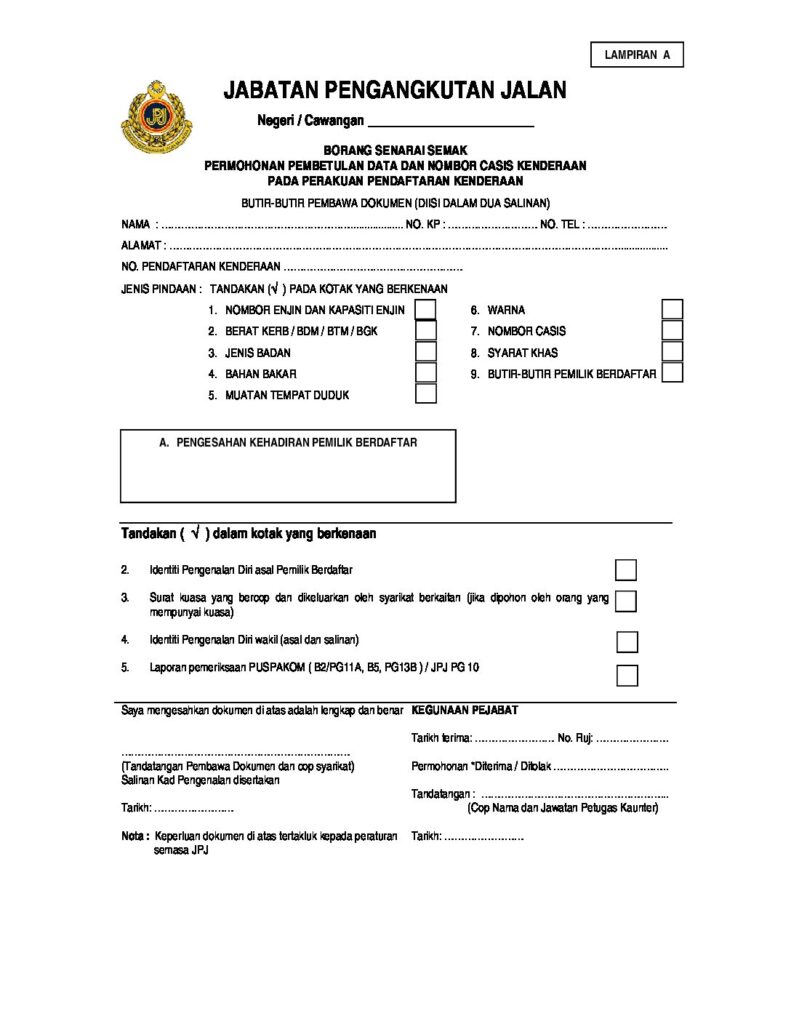 LAMPIRAN A
JPJ
JABATAN PENGANGKUTAN JALAN
Negeri / Cawangan ________________________
BORANG SENARAI SEMAK
PERMOHONAN PEMBETULAN DATA DAN NOMBOR CASIS KENDERAAN
PADA PERAKUAN PENDAFTARAN KENDERAAN
BUTIR-BUTIR PEMBAWA DOKUMEN (DIISI DALAM DUA SALINAN)
NAMA : ........................................................ NO. KP : ........................... NO. TEL : ........................
ALAMAT : ................................................................................................................
NO. PENDAFTARAN KENDERAAN ......................................................
JENIS PINDAAN : TANDAKAN (√ ) PADA KOTAK YANG BERKENAAN
1. NOMBOR ENJIN DAN KAPASITI ENJIN
2. BERAT KERB / BDM / BTM / BGK
3. JENIS BADAN
4. BAHAN BAKAR
5. MUATAN TEMPAT DUDUK
6. WARNA
7. NOMBOR CASIS
8. SYARAT KHAS
9. BUTIR-BUTIR PEMILIK BERDAFTAR
A. PENGESAHAN KEHADIRAN PEMILIK BERDAFTAR
Tandakan ( √ ) dalam kotak yang berkenaan
2. Identiti Pengenalan Diri asal Pemilik Berdaftar
3. Surat kuasa yang bercop dan dikeluarkan oleh syarikat berkaitan (jika dipohon oleh orang yang
mempunyai kuasa)
4. Identiti Pengenalan Diri wakil (asal dan salinan)
5. Laporan pemeriksaan PUSPAKOM ( B2/PG11A, B5, PG13B ) / JPJ PG 10
Saya mengesahkan dokumen di atas adalah lengkap dan benar
......................................................................
(Tandatangan Pembawa Dokumen dan cop syarikat)
Salinan Kad Pengenalan disertakan
Tarikh: ........................
Nota : Keperluan dokumen di atas tertakluk kepada peraturan
semasa JPJ
KEGUNAAN PEJABAT
Tarikh terima: ........................ No. Ruj: ......................
Permohonan *Diterima / Ditolak ...................................
Tandatangan : ........................................................
(Cop Nama dan Jawatan Petugas Kaunter)
Tarikh: ........................